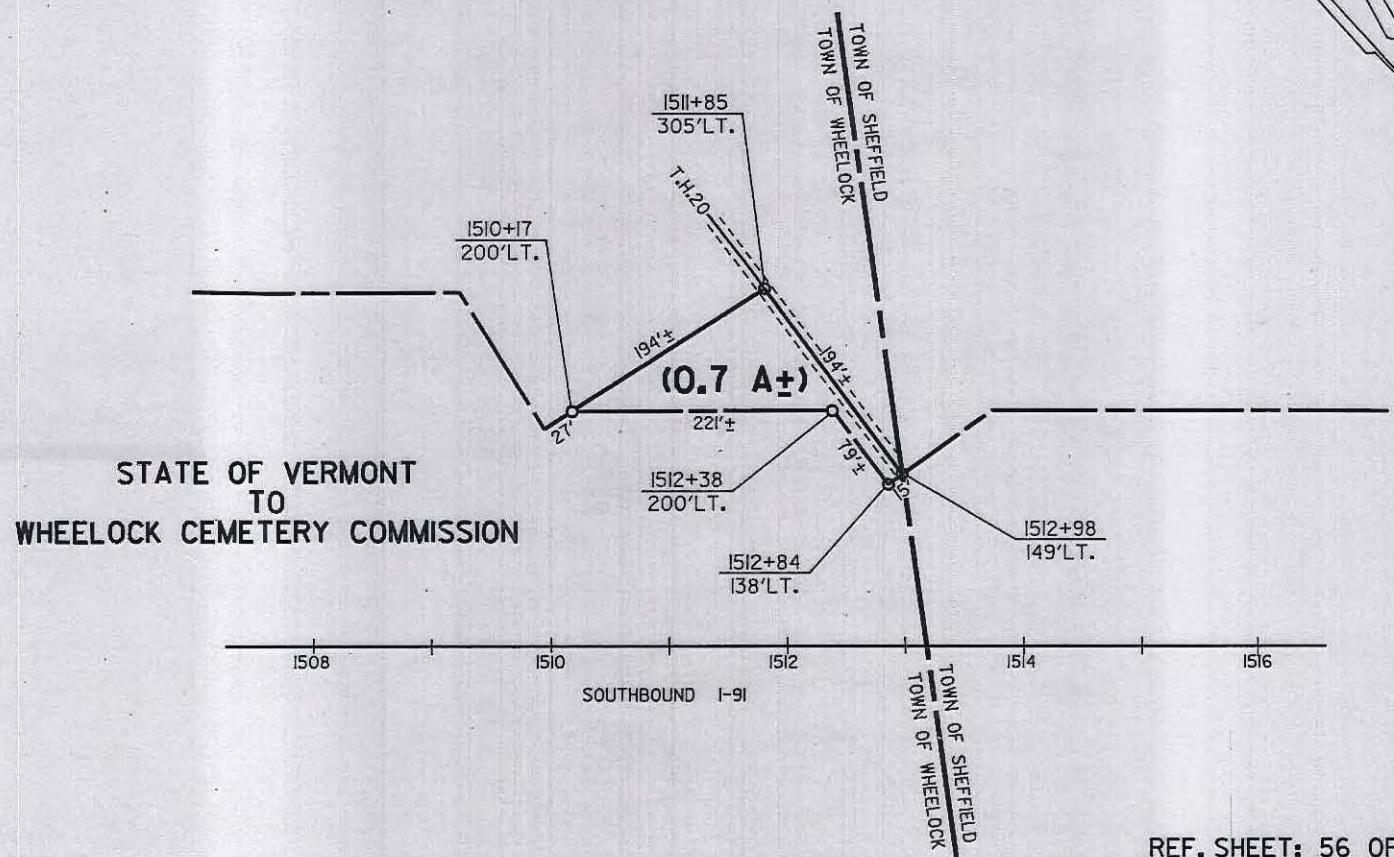 TOWN OF SHEFFIELD
TOWN OF WHEELOCK
1511+85
305'LT.
T.H.20
1510+17
200'LT.
194'±
194'±
(0.7 A±)
27'
221'±
79'±
STATE OF VERMONT
TO
WHEELOCK CEMETERY COMMISSION
1512+38
200'LT.
1512+98
149'LT.
1512+84
138'LT.
1508
1510
1512
1514
1516
SOUTHBOUND I-91
TOWN OF SHEFFIELD
TOWN OF WHEELOCK
REF. SHEET: 56 OF